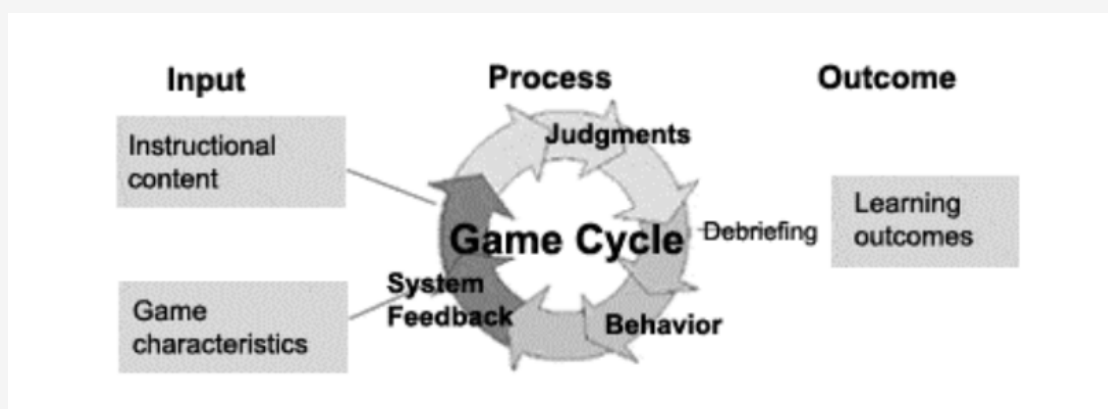 Input
Process
Outcome
Instructional
content
Judgments
Game Cycle
Debriefing
Learning
outcomes
System
Feedback
Game
characteristics
Behavior